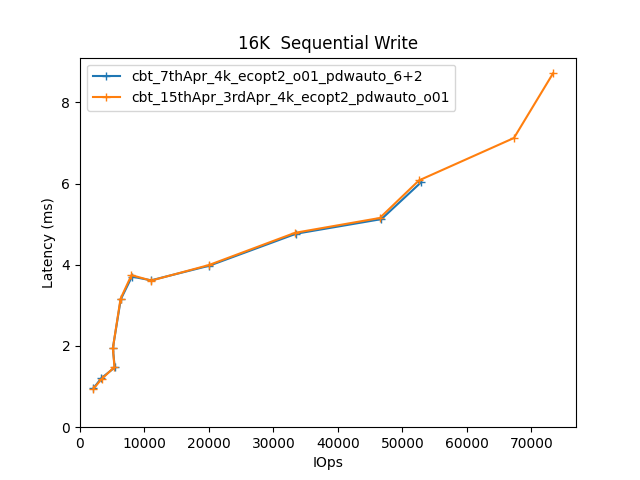 16K  Sequential Write
cbt_7thApr_4k_ecopt2_o01_pdwauto_6+2
cbt_15thApr_3rdApr_4k_ecopt2_pdwauto_o01
Latency (ms)
8
6
4
2
0
0 10000 20000 30000 40000 50000 60000 70000
IOps